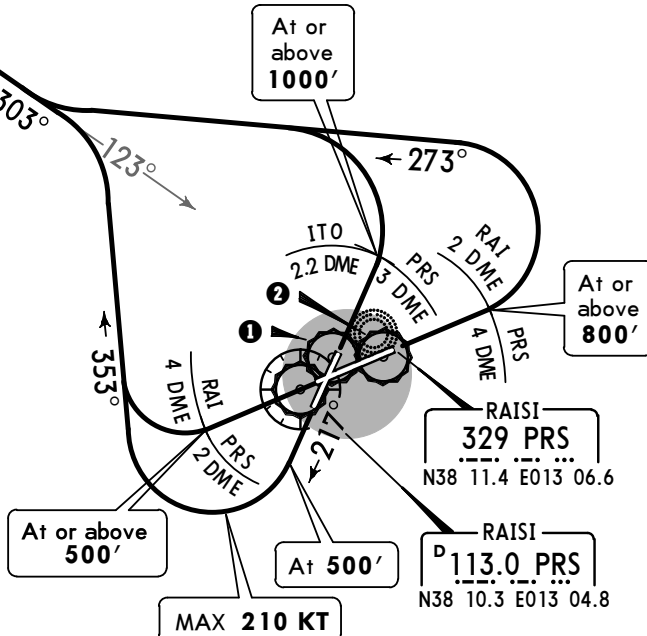 At or
above
1000′
303°
123°
273°
ITO
2.2 DME
PRS
3 DME
RAI
2 DME
At or
above
800′
PRS
4 DME
2
1
353°
RAI
4 DME
PRS
2 DME
217°
RAISI
329 PRS
N38 11.4 E013 06.6
At or above
500′
At 500′
RAISI
D 113.0 PRS
N38 10.3 E013 04.8
MAX 210 KT